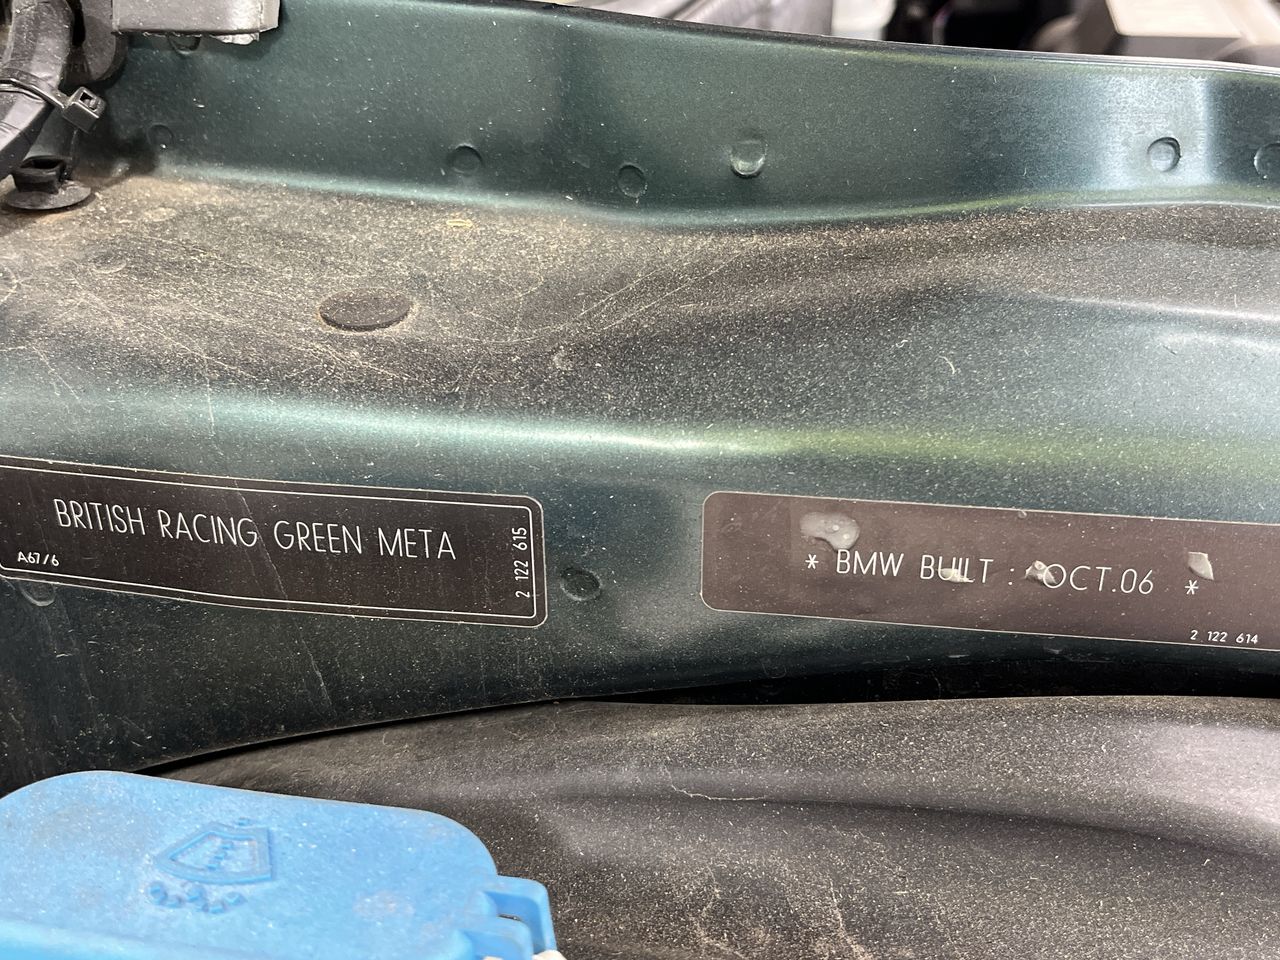 BRITISH RACING GREEN META
A67/6
2 122 615
* BMW BUILT : OCT.06 *
2 122 614